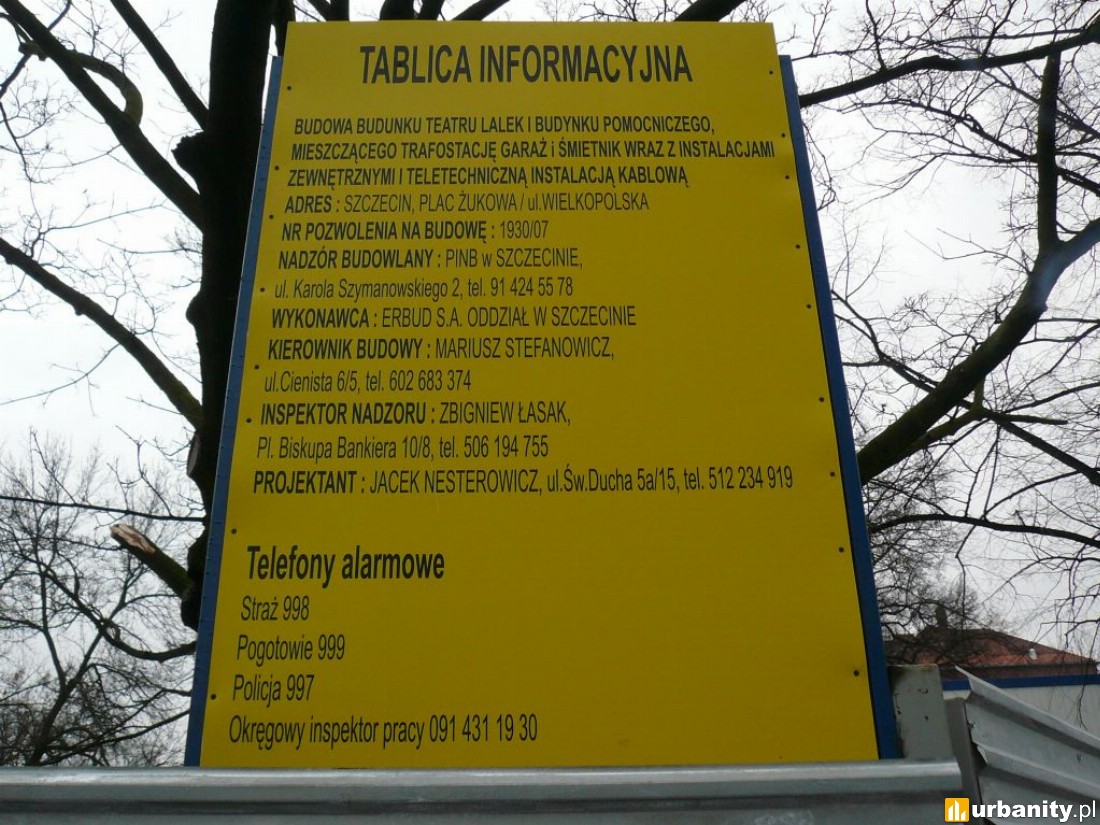 TABLICA INFORMACYJNA
BUDOWA BUDUNKU TEATRU LALEK I BUDYNKU POMOCNICZEGO,
MIESZCZĄCEGO TRAFOSTACJĘ GARAŻ i ŚMIETNIK WRAZ Z INSTALACJAMI
ZEWNĘTRZNYMI I TELETECHNICZNĄ INSTALACJĄ KABLOWĄ
ADRES : SZCZECIN, PLAC ŻUKOWA / ul.WIELKOPOLSKA
NR POZWOLENIA NA BUDOWĘ : 1930/07
NADZÓR BUDOWLANY : PINB w SZCZECINIE,
ul. Karola Szymanowskiego 2, tel. 91 424 55 78
WYKONAWCA : ERBUD S.A. ODDZIAŁ W SZCZECINIE
KIEROWNIK BUDOWY : MARIUSZ STEFANOWICZ,
ul.Cienista 6/5, tel. 602 683 374
INSPEKTOR NADZORU : ZBIGNIEW ŁASAK,
Pl. Biskupa Bankiera 10/8, tel. 506 194 755
PROJEKTANT : JACEK NESTEROWICZ, ul.Św.Ducha 5a/15, tel. 512 234 919
Telefony alarmowe
Straż 998
Pogotowie 999
Policja 997
Okręgowy inspektor pracy 091 431 19 30
urbanity.pl